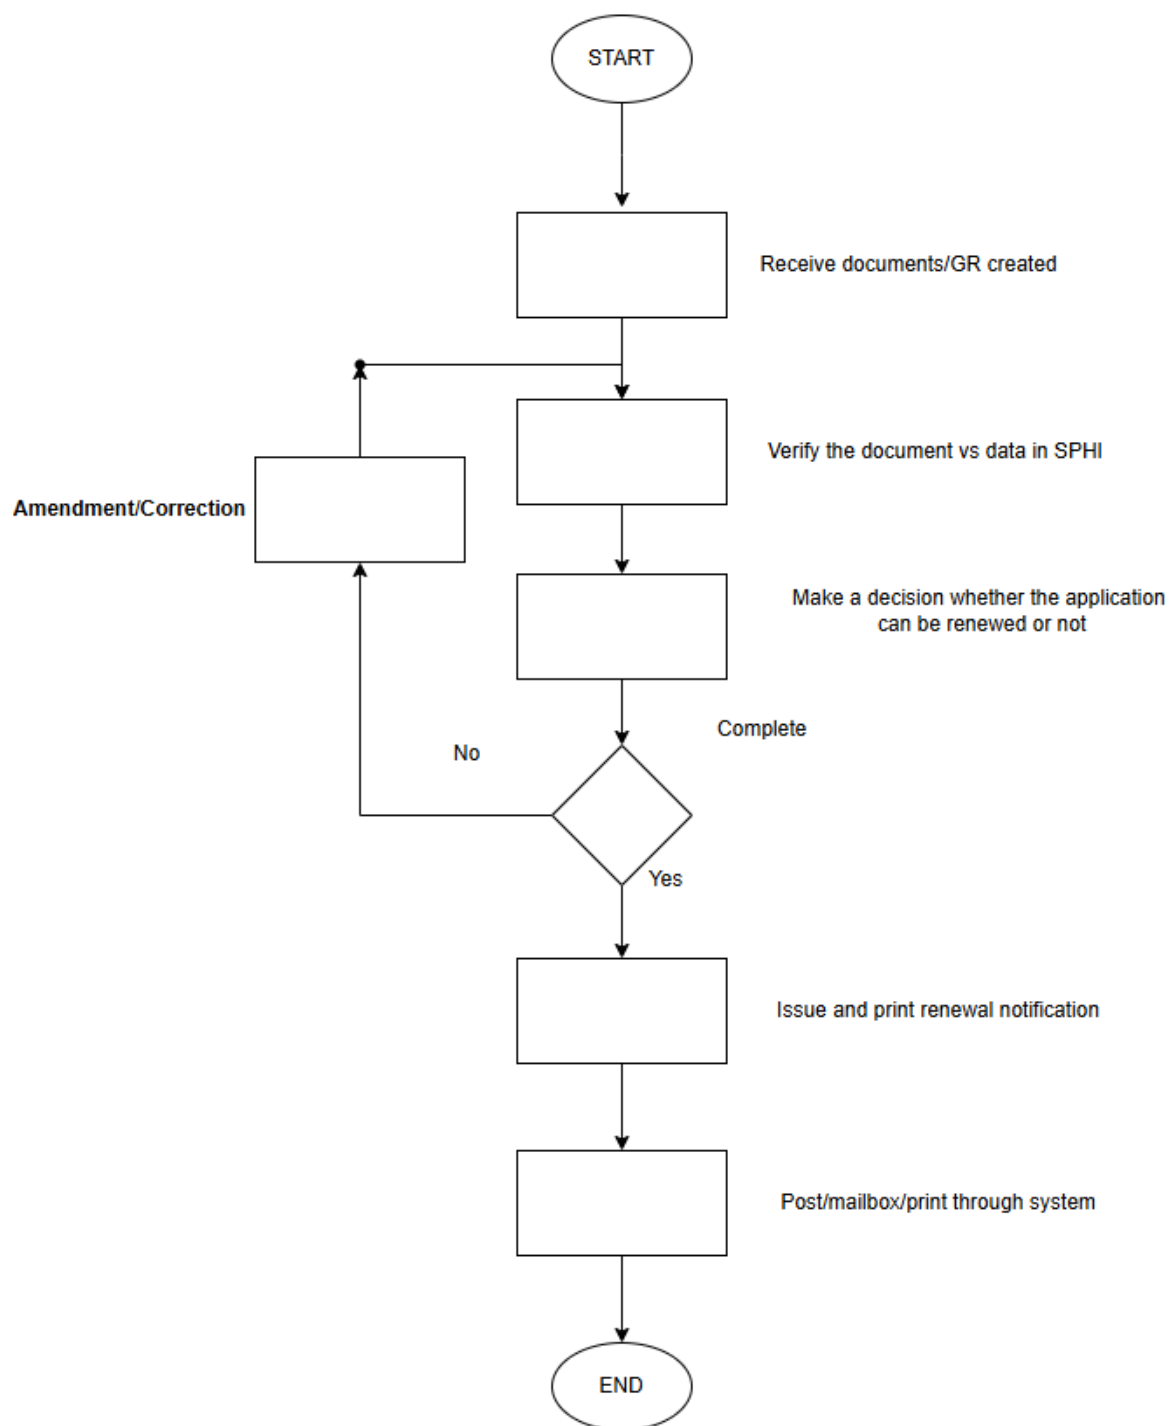 START
Receive documents/GR created
Verify the document vs data in SPHI
Amendment/Correction
Make a decision whether the application
can be renewed or not
Complete
No
Yes
Issue and print renewal notification
Post/mailbox/print through system
END